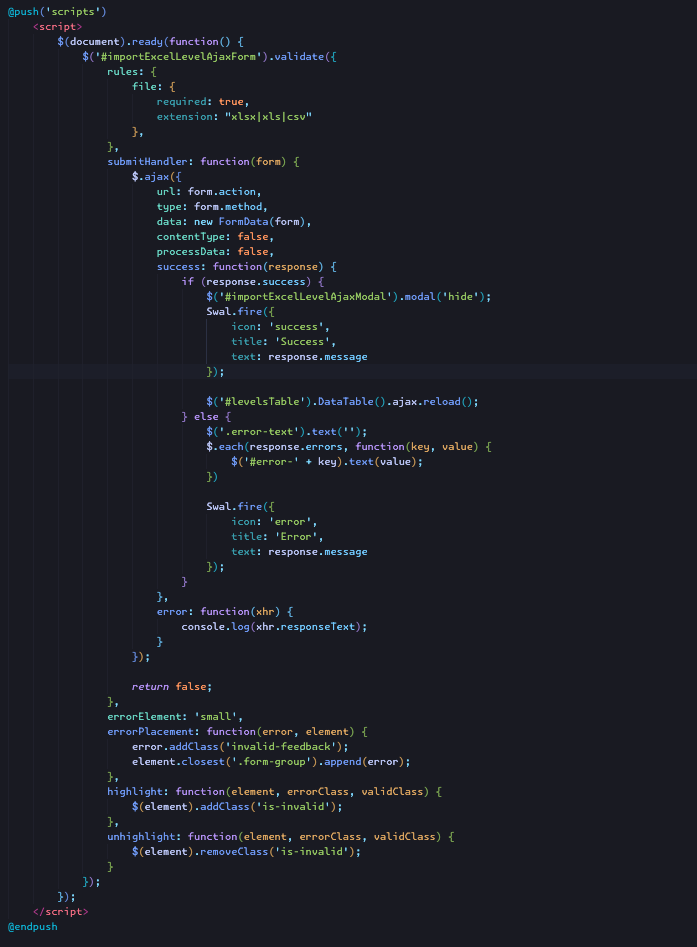 @push('scripts')
<script>
$(document).ready(function() {
$('#importExcelLevelAjaxForm').validate({
rules: {
file: {
required: true,
extension: "xlsx|xls|csv"
},
},
submitHandler: function(form) {
$.ajax({
url: form.action,
type: form.method,
data: new FormData(form),
contentType: false,
processData: false,
success: function(response) {
if (response.success) {
$('#importExcelLevelAjaxModal').modal('hide');
Swal.fire({
icon: 'success',
title: 'Success',
text: response.message
});
$('#levelsTable').DataTable().ajax.reload();
} else {
$('.error-text').text('');
$.each(response.errors, function(key, value) {
$('#error-' + key).text(value);
})
Swal.fire({
icon: 'error',
title: 'Error',
text: response.message
});
}
},
error: function(xhr) {
console.log(xhr.responseText);
}
});
return false;
},
errorElement: 'small',
errorPlacement: function(error, element) {
error.addClass('invalid-feedback');
element.closest('.form-group').append(error);
},
highlight: function(element, errorClass, validClass) {
$(element).addClass('is-invalid');
},
unhighlight: function(element, errorClass, validClass) {
$(element).removeClass('is-invalid');
}
});
});
</script>
@endpush